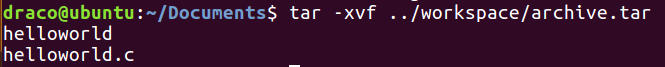 draco@ubuntu:~/Documents$ tar -xvf ../workspace/archive.tar
helloworld
helloworld.c